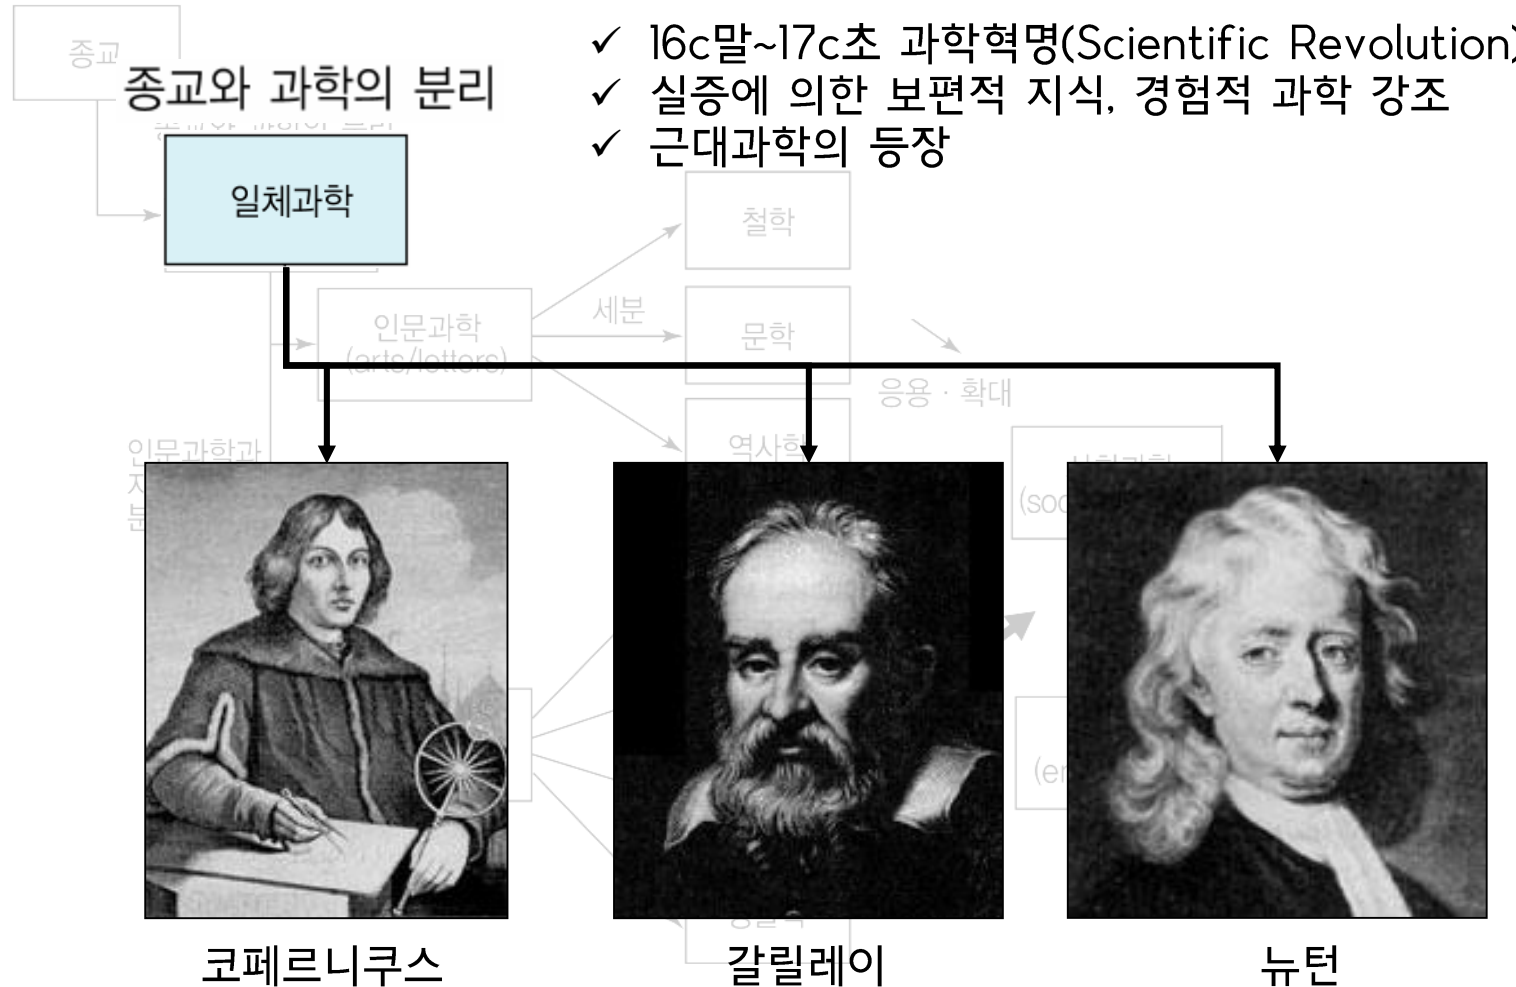 종교
종교와 과학의 분리
✓ 16c말~17c초 과학혁명(Scientific Revolution)
✓ 실증에 의한 보편적 지식, 경험적 과학 강조
✓ 근대과학의 등장
일체과학
철학
인문과학
(arts/letters)
세분
문학
응용 · 확대
역사학
인문과학과
(soc
(en
코페르니쿠스
갈릴레이
뉴턴